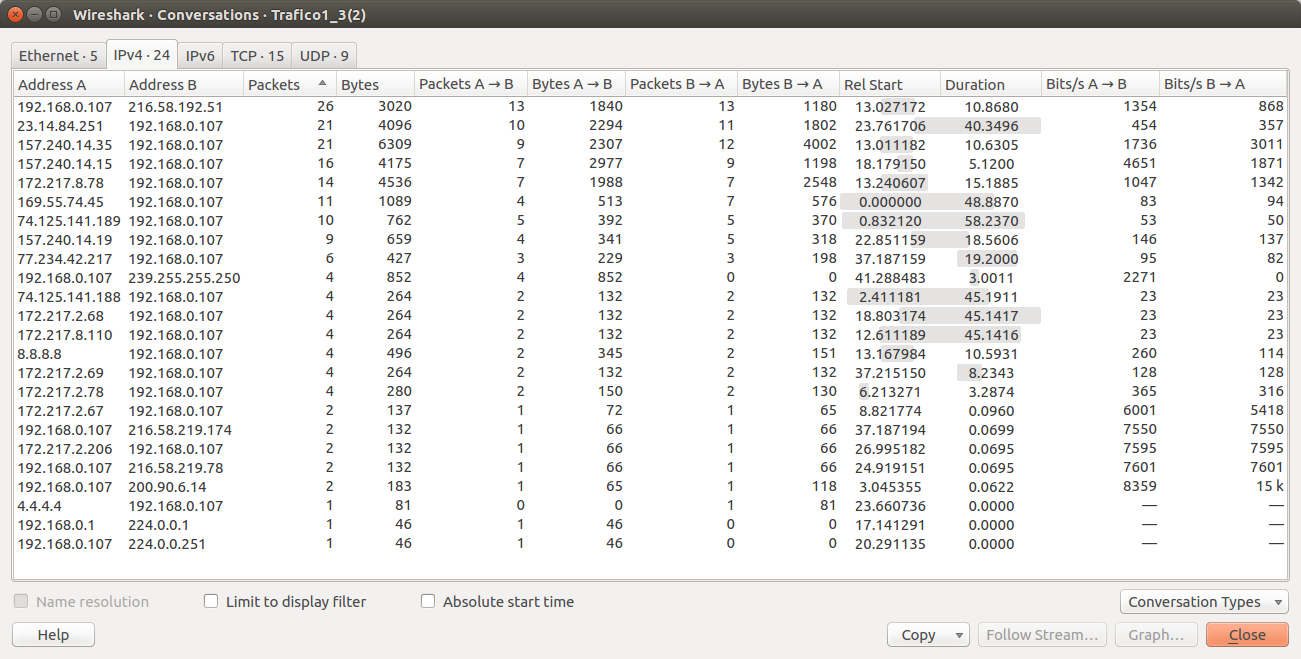 Wireshark · Conversations · Trafico1_3(2)
Ethernet · 5 IPv4 · 24 IPv6 TCP · 15 UDP · 9
Address A Address B Packets Bytes Packets A → B Bytes A → B Packets B → A Bytes B → A Rel Start Duration Bits/s A → B Bits/s B → A
192.168.0.107 216.58.192.51 26 3020 13 1840 13 1180 13.027172 10.8680 1354 868
23.14.84.251 192.168.0.107 21 4096 10 2294 11 1802 23.761706 40.3496 454 357
157.240.14.35 192.168.0.107 21 6309 9 2307 12 4002 13.011182 10.6305 1736 3011
157.240.14.15 192.168.0.107 16 4175 7 2977 9 1198 18.179150 5.1200 4651 1871
172.217.8.78 192.168.0.107 14 4536 7 1988 7 2548 13.240607 15.1885 1047 1342
169.55.74.45 192.168.0.107 11 1089 4 513 7 576 0.000000 48.8870 83 94
74.125.141.189 192.168.0.107 10 762 5 392 5 370 0.832120 58.2370 53 50
157.240.14.19 192.168.0.107 9 659 4 341 5 318 22.851159 18.5606 146 137
77.234.42.217 192.168.0.107 6 427 3 229 3 198 37.187159 19.2000 95 82
192.168.0.107 239.255.255.250 4 852 4 852 0 0 41.288483 3.0011 2271 0
74.125.141.188 192.168.0.107 4 264 2 132 2 132 2.411181 45.1911 23 23
172.217.2.68 192.168.0.107 4 264 2 132 2 132 18.803174 45.1417 23 23
172.217.8.110 192.168.0.107 4 264 2 132 2 132 12.611189 45.1416 23 23
8.8.8.8 192.168.0.107 4 496 2 345 2 151 13.167984 10.5931 260 114
172.217.2.69 192.168.0.107 4 264 2 132 2 132 37.215150 8.2343 128 128
172.217.2.78 192.168.0.107 4 280 2 150 2 130 6.213271 3.2874 365 316
172.217.2.67 192.168.0.107 2 137 1 72 1 65 8.821774 0.0960 6001 5418
192.168.0.107 216.58.219.174 2 132 1 66 1 66 37.187194 0.0699 7550 7550
172.217.2.206 192.168.0.107 2 132 1 66 1 66 26.995182 0.0695 7595 7595
192.168.0.107 216.58.219.78 2 132 1 66 1 66 24.919151 0.0695 7601 7601
192.168.0.107 200.90.6.14 2 183 1 65 1 118 3.045355 0.0622 8359 15 k
4.4.4.4 192.168.0.107 1 81 0 0 1 81 23.660736 0.0000 — —
192.168.0.1 224.0.0.1 1 46 1 46 0 0 17.141291 0.0000 — —
192.168.0.107 224.0.0.251 1 46 1 46 0 0 20.291135 0.0000 — —
Name resolution Limit to display filter Absolute start time Conversation Types
Help Copy Follow Stream... Graph... Close